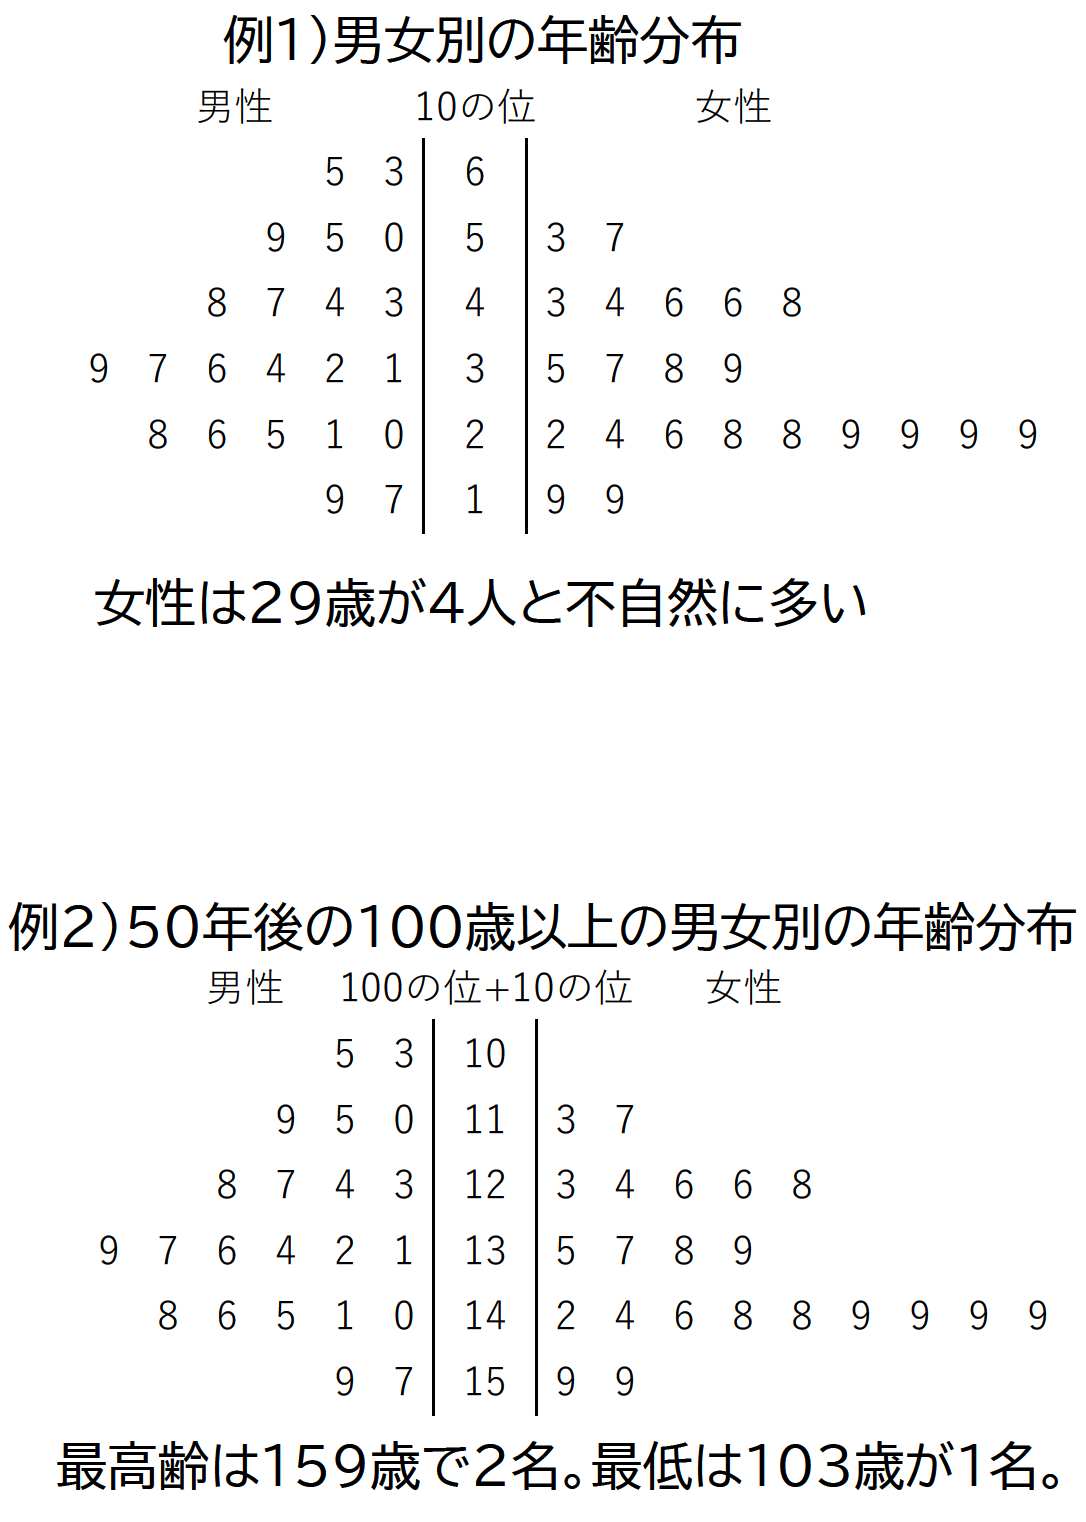 例1)男女別の年齢分布
男性 10の位 女性
5 3 6
9 5 0 5 3 7
8 7 4 3 4 3 4 6 6 8
9 7 6 4 2 1 3 5 7 8 9
8 6 5 1 0 2 2 4 6 8 8 9 9 9 9
9 7 1 9 9
女性は29歳が4人と不自然に多い
例2)50年後の100歳以上の男女別の年齢分布
男性 100の位+10の位 女性
5 3 10
9 5 0 11 3 7
8 7 4 3 12 3 4 6 6 8
9 7 6 4 2 1 13 5 7 8 9
8 6 5 1 0 14 2 4 6 8 8 9 9 9 9
9 7 15 9 9
最高齢は159歳で2名。最低は103歳が1名。